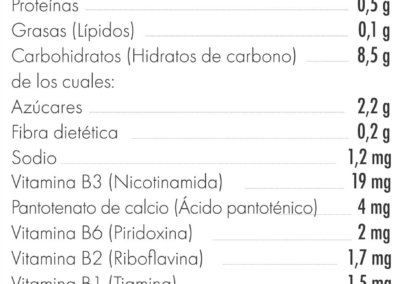 Proteínas 0,5 g
Grasas (Lípidos) 0,1 g
Carbohidratos (Hidratos de carbono) 8,5 g
de los cuales:
Azúcares 2,2 g
Fibra dietética 0,2 g
Sodio 1,2 mg
Vitamina B3 (Nicotinamida) 19 mg
Pantotenato de calcio (Ácido pantoténico) 4 mg
Vitamina B6 (Piridoxina) 2 mg
Vitamina B2 (Riboflavina) 1,7 mg
Vitamina B1 (Tiamina) 1,5 mg